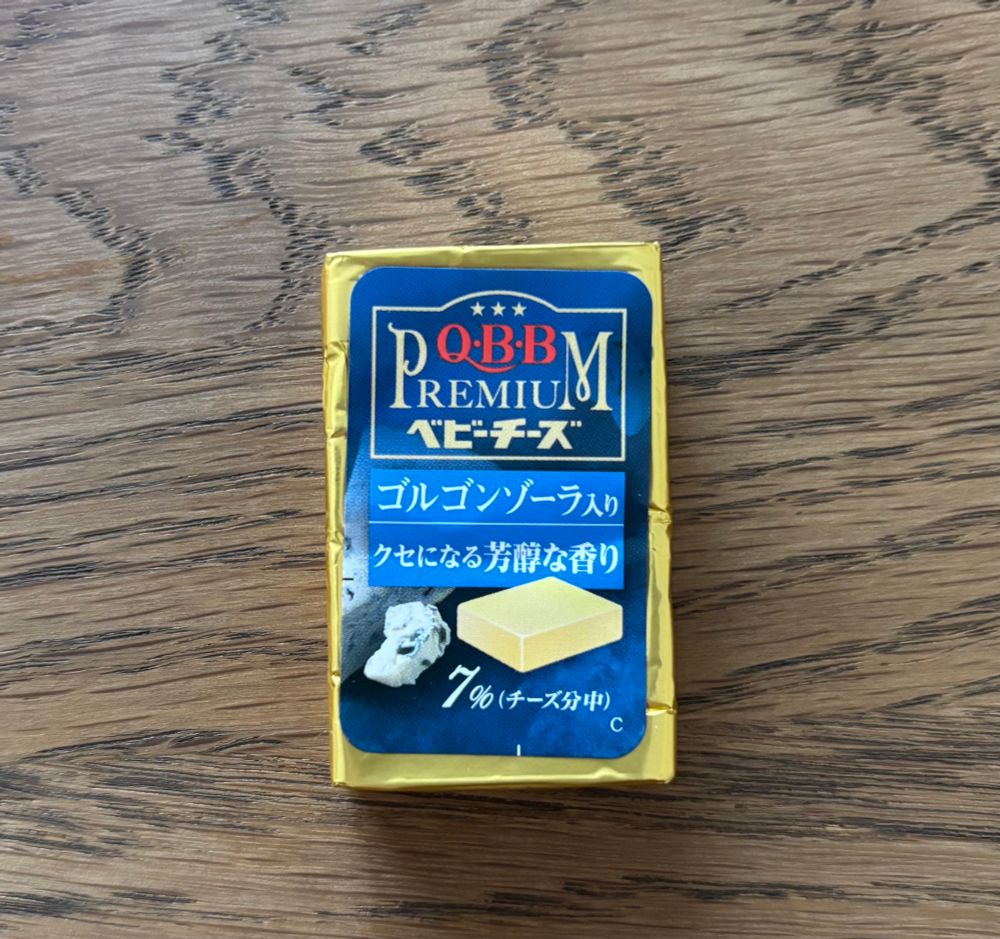 ★★★
Q·B·B
PREMIUM
ベビーチーズ
ゴルゴンゾーラ入り
クセになる芳醇な香り
7%(チーズ分中)
C